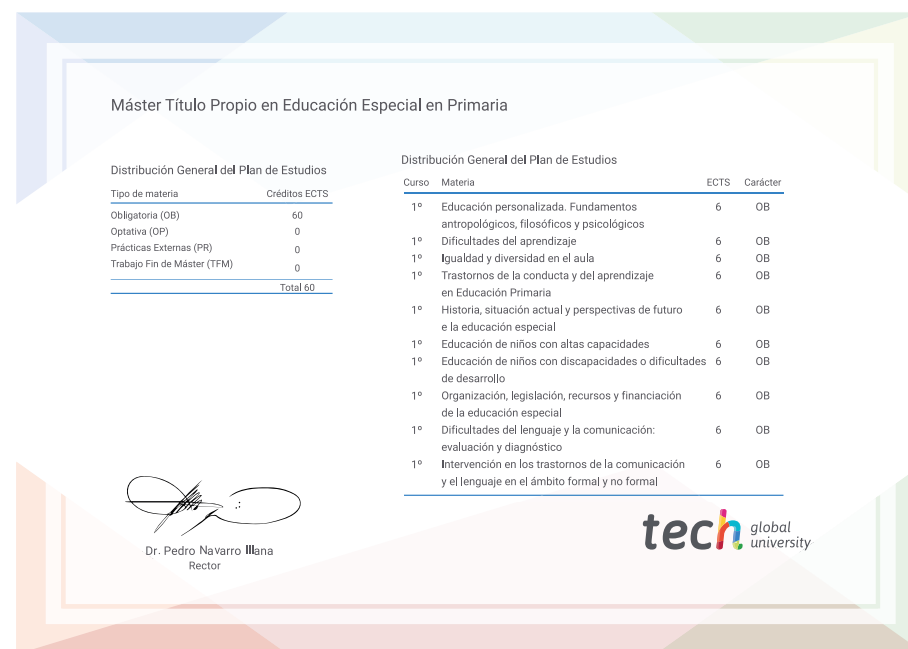 Máster Título Propio en Educación Especial en Primaria
Distribución General del Plan de Estudios
Tipo de materia Créditos ECTS
Obligatoria (OB) 60
Optativa (OP) 0
Prácticas Externas (PR) 0
Trabajo Fin de Máster (TFM) 0
Total 60
Distribución General del Plan de Estudios
Curso Materia ECTS Carácter
1º Educación personalizada. Fundamentos 6 OB
antropológicos, filosóficos y psicológicos
1º Dificultades del aprendizaje 6 OB
1º Igualdad y diversidad en el aula 6 OB
1º Trastornos de la conducta y del aprendizaje 6 OB
en Educación Primaria
1º Historia, situación actual y perspectivas de futuro 6 OB
e la educación especial
1º Educación de niños con altas capacidades 6 OB
1º Educación de niños con discapacidades o dificultades 6 OB
de desarrollo
1º Organización, legislación, recursos y financiación 6 OB
de la educación especial
1º Dificultades del lenguaje y la comunicación: 6 OB
evaluación y diagnóstico
1º Intervención en los trastornos de la comunicación 6 OB
y el lenguaje en el ámbito formal y no formal
Dr. Pedro Navarro Illana
Rector
tech global
university